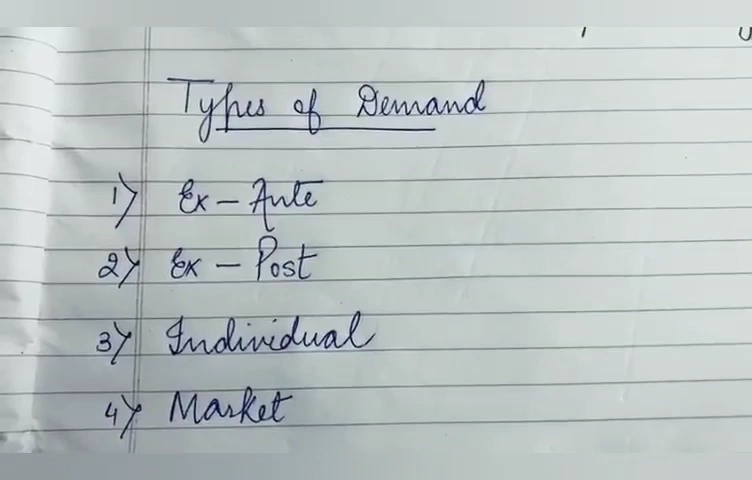 Types of Demand
1) Ex - Ante
2) Ex - Post
3) Individual
4) Market